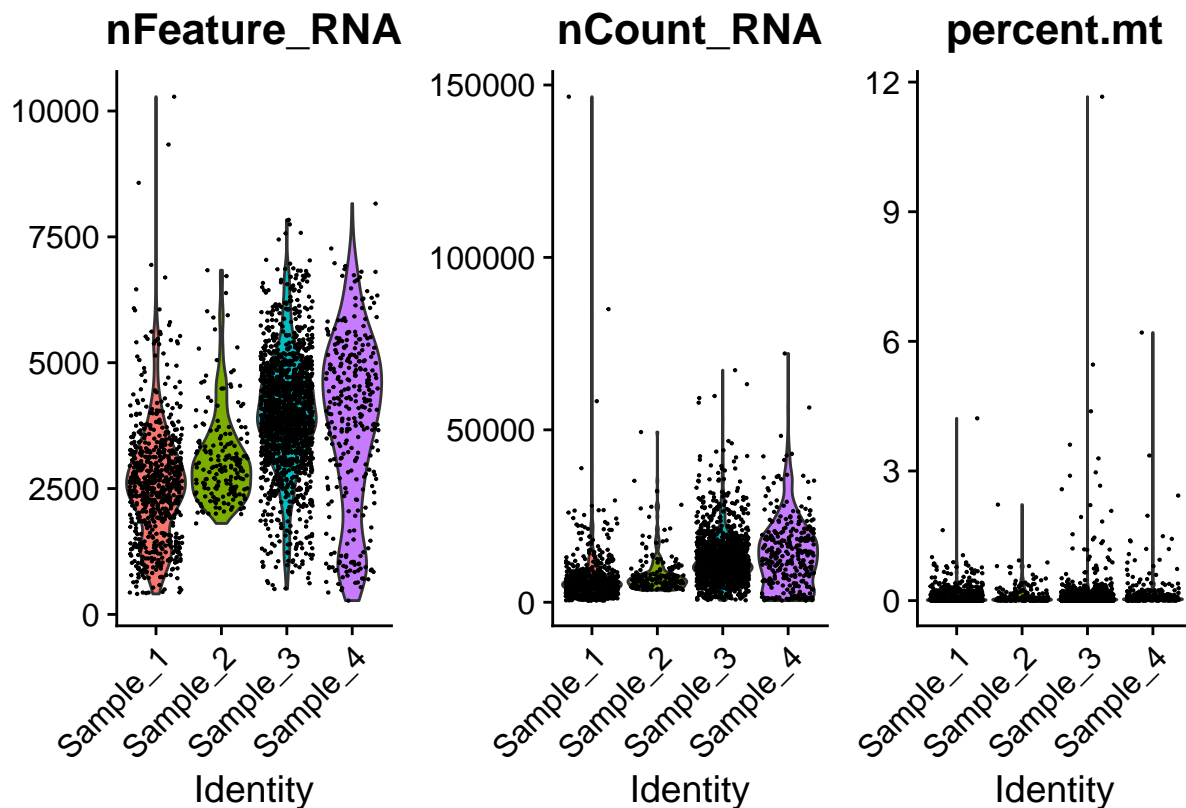 nFeature_RNA
10000
7500
5000
2500
0
Sample_1
Sample_2
Sample_3
Sample_4
Identity
nCount_RNA
150000
100000
50000
0
Sample_1
Sample_2
Sample_3
Sample_4
Identity
percent.mt
12
9
6
3
0
Sample_1
Sample_2
Sample_3
Sample_4
Identity